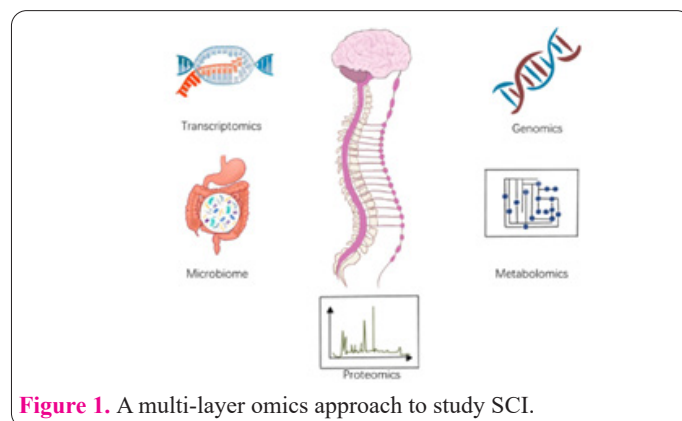 Transcriptomics
Genomics
Microbiome
Metabolomics
Proteomics
Figure 1. A multi-layer omics approach to study SCI.